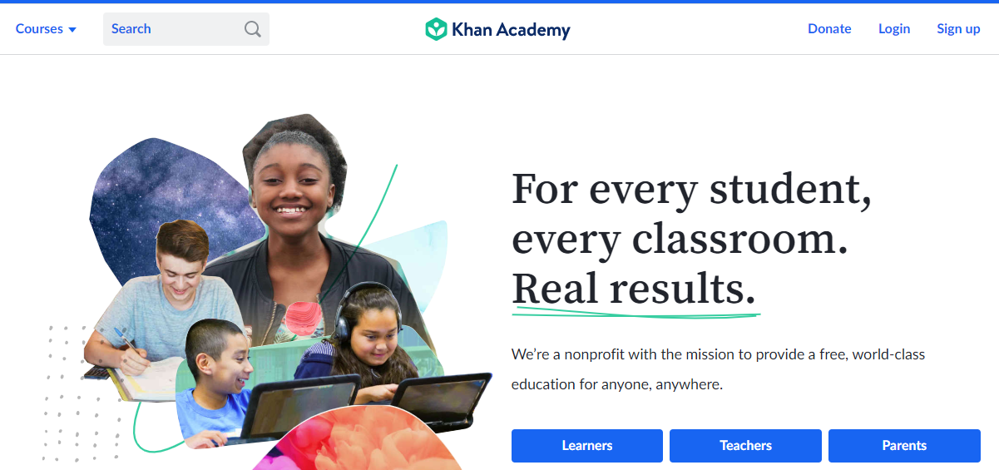 Courses
Search
Khan Academy
Donate
Login
Sign up
For every student,
every classroom.
Real results.
We’re a nonprofit with the mission to provide a free, world-class
education for anyone, anywhere.
Learners
Teachers
Parents